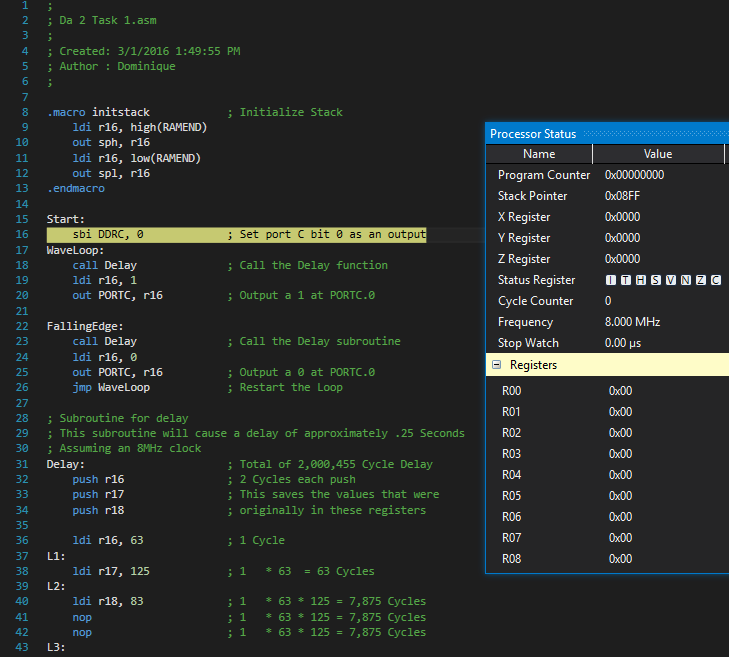 1 ;
2 ; Da 2 Task 1.asm
3 ;
4 ; Created: 3/1/2016 1:49:55 PM
5 ; Author : Dominique
6 ;
7
8 .macro initstack ; Initialize Stack
9 ldi r16, high(RAMEND)
10 out sph, r16
11 ldi r16, low(RAMEND)
12 out spl, r16
13 .endmacro
14
15 Start:
16 sbi DDRC, 0 ; Set port C bit 0 as an output
17 WaveLoop:
18 call Delay ; Call the Delay function
19 ldi r16, 1
20 out PORTC, r16 ; Output a 1 at PORTC.0
21
22 FallingEdge:
23 call Delay ; Call the Delay subroutine
24 ldi r16, 0
25 out PORTC, r16 ; Output a 0 at PORTC.0
26 jmp WaveLoop ; Restart the Loop
27
28 ; Subroutine for delay
29 ; This subroutine will cause a delay of approximately .25 Seconds
30 ; Assuming an 8MHz clock
31 Delay: ; Total of 2,000,455 Cycle Delay
32 push r16 ; 2 Cycles each push
33 push r17 ; This saves the values that were
34 push r18 ; originally in these registers
35
36 ldi r16, 63 ; 1 Cycle
37 L1:
38 ldi r17, 125 ; 1 * 63 = 63 Cycles
39 L2:
40 ldi r18, 83 ; 1 * 63 * 125 = 7,875 Cycles
41 nop ; 1 * 63 * 125 = 7,875 Cycles
42 nop ; 1 * 63 * 125 = 7,875 Cycles
43 L3:
Processor Status
Name Value
Program Counter 0x00000000
Stack Pointer 0x08FF
X Register 0x0000
Y Register 0x0000
Z Register 0x0000
Status Register I T H S V N Z C
Cycle Counter 0
Frequency 8.000 MHz
Stop Watch 0.00 µs
Registers
R00 0x00
R01 0x00
R02 0x00
R03 0x00
R04 0x00
R05 0x00
R06 0x00
R07 0x00
R08 0x00